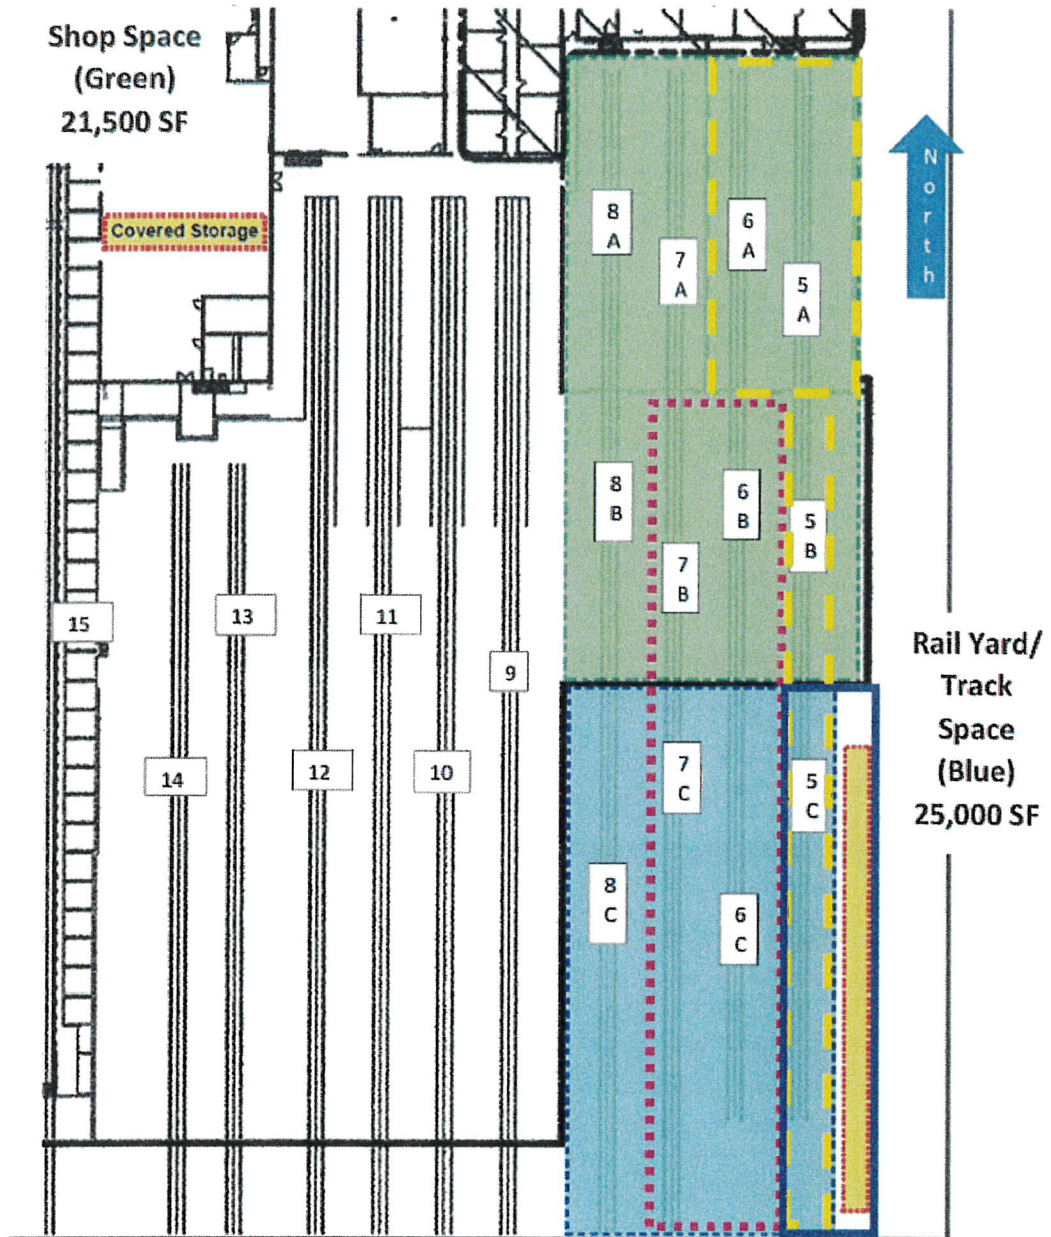 Shop Space
(Green)
21,500 SF
North
Covered Storage
8
A
6
A
7
A
5
A
8
B
6
B
5
B
7
B
15
13
11
9
Rail Yard/
Track
Space
(Blue)
25,000 SF
14
12
10
7
C
5
C
8
C
6
C